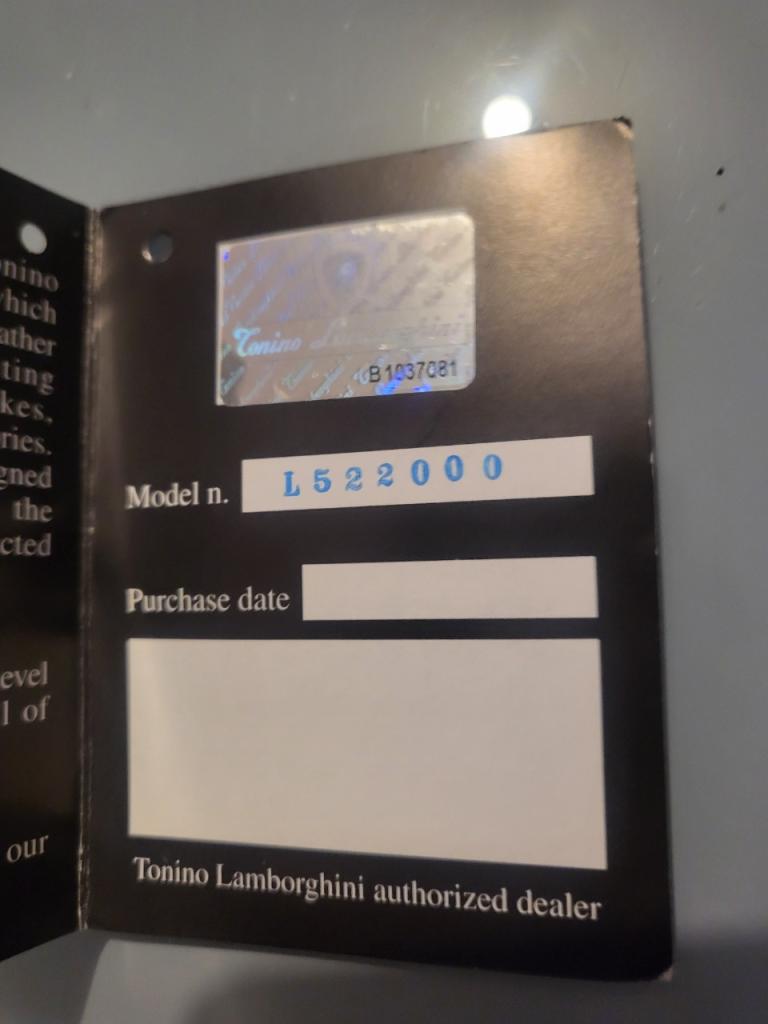 nino
hich
ather
ting
kes,
ries.
gned
the
cted
evel
l of
our
Tonino Lamborghini
B1037081
Model n. L522000
Purchase date
Tonino Lamborghini authorized dealer